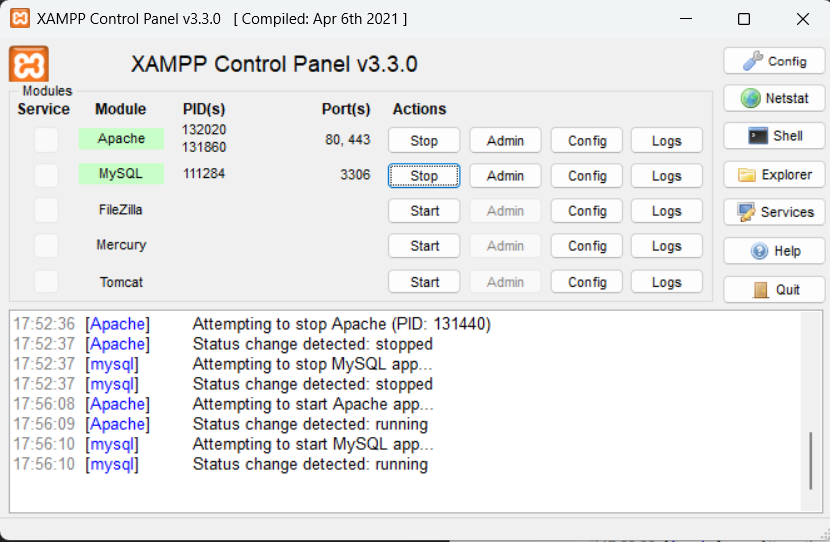 XAMPP Control Panel v3.3.0 [ Compiled: Apr 6th 2021 ]
XAMPP Control Panel v3.3.0
Config
Modules
Service Module PID(s) Port(s) Actions
Netstat
Apache 132020 131860 80, 443 Stop Admin Config Logs
Shell
MySQL 111284 3306 Stop Admin Config Logs
Explorer
FileZilla Start Admin Config Logs
Services
Mercury Start Admin Config Logs
Help
Tomcat Start Admin Config Logs
Quit
17:52:36 [Apache] Attempting to stop Apache (PID: 131440)
17:52:37 [Apache] Status change detected: stopped
17:52:37 [mysql] Attempting to stop MySQL app...
17:52:37 [mysql] Status change detected: stopped
17:56:08 [Apache] Attempting to start Apache app...
17:56:09 [Apache] Status change detected: running
17:56:10 [mysql] Attempting to start MySQL app...
17:56:10 [mysql] Status change detected: running